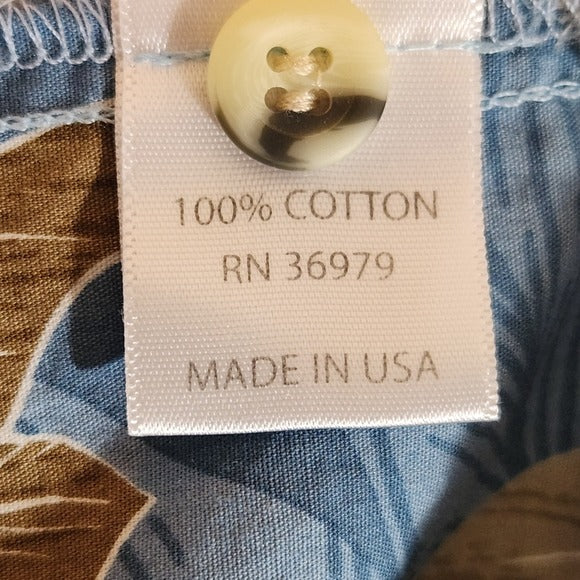 100% COTTON
RN 36979
MADE IN USA